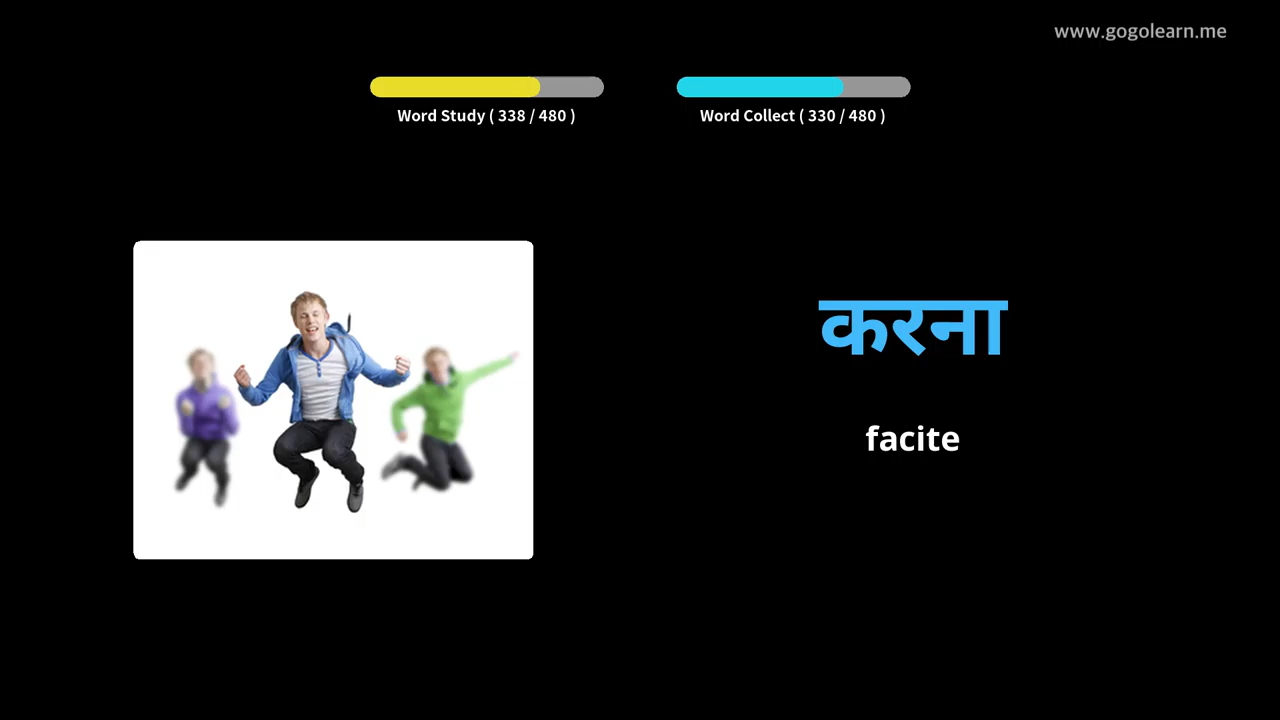 www.gogolearn.me
Word Study ( 338 / 480 )
Word Collect ( 330 / 480 )
करना
facite